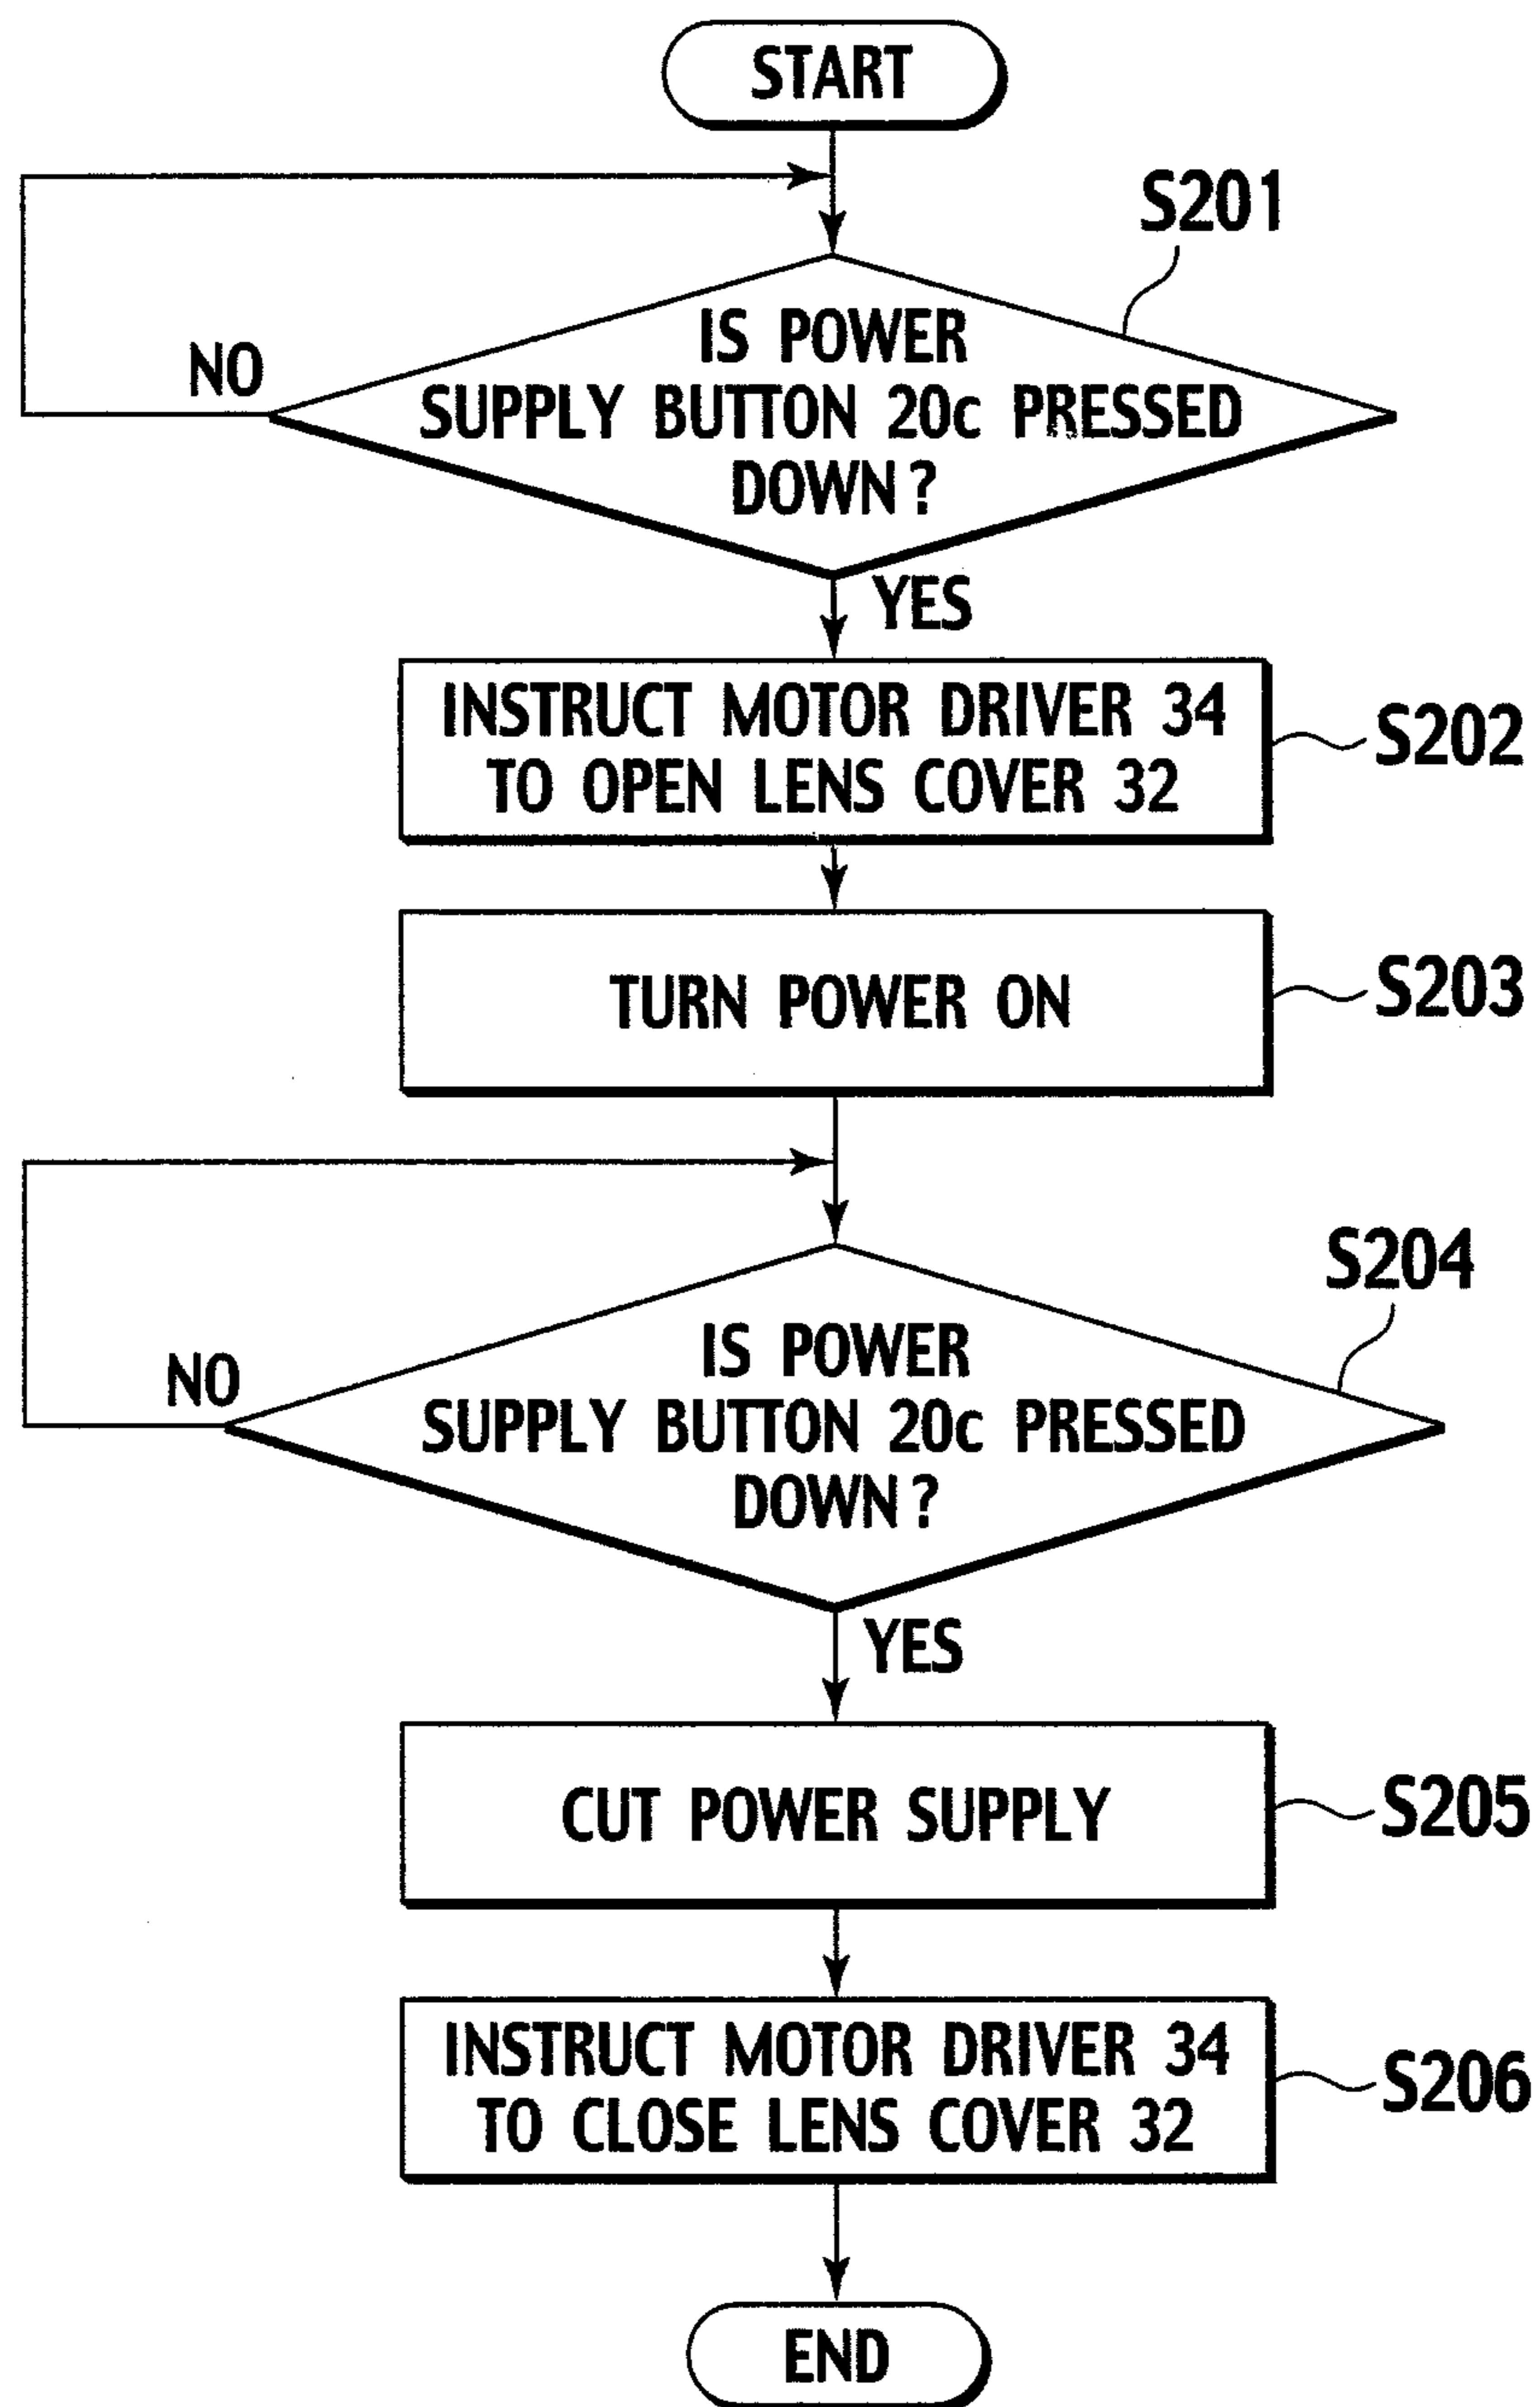 START
S201
IS POWER
SUPPLY BUTTON 20c PRESSED
DOWN?
NO
YES
INSTRUCT MOTOR DRIVER 34
TO OPEN LENS COVER 32
S202
TURN POWER ON
S203
S204
IS POWER
SUPPLY BUTTON 20c PRESSED
DOWN?
NO
YES
CUT POWER SUPPLY
S205
INSTRUCT MOTOR DRIVER 34
TO CLOSE LENS COVER 32
S206
END